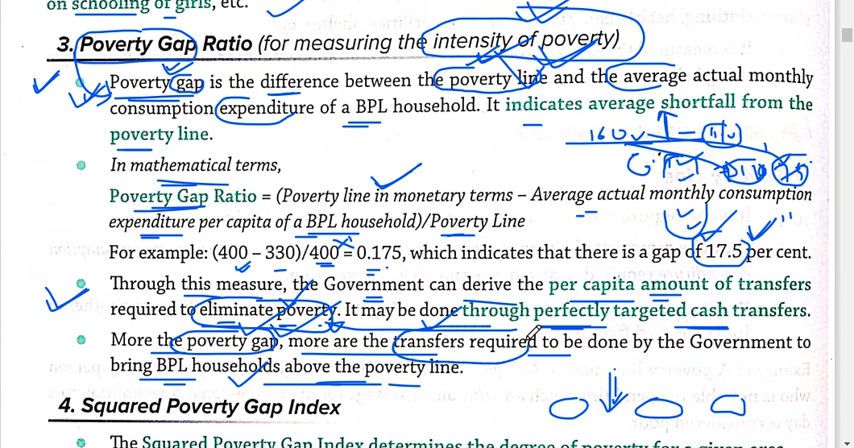 on schooling of girls, etc.
3. Poverty Gap Ratio (for measuring the intensity of poverty)
Poverty gap is the difference between the poverty line and the average actual monthly
consumption expenditure of a BPL household. It indicates average shortfall from the
poverty line.
160
In mathematical terms,
Poverty Gap Ratio = (Poverty line in monetary terms – Average actual monthly consumption
expenditure per capita of a BPL household)/Poverty Line
For example: (400 – 330)/400 = 0.175, which indicates that there is a gap of 17.5 per cent.
Through this measure, the Government can derive the per capita amount of transfers
required to eliminate poverty. It may be done through perfectly targeted cash transfers.
More the poverty gap, more are the transfers required to be done by the Government to
bring BPL households above the poverty line.
4. Squared Poverty Gap Index
The Squared Poverty Gap Index determines the degree of poverty for a given area